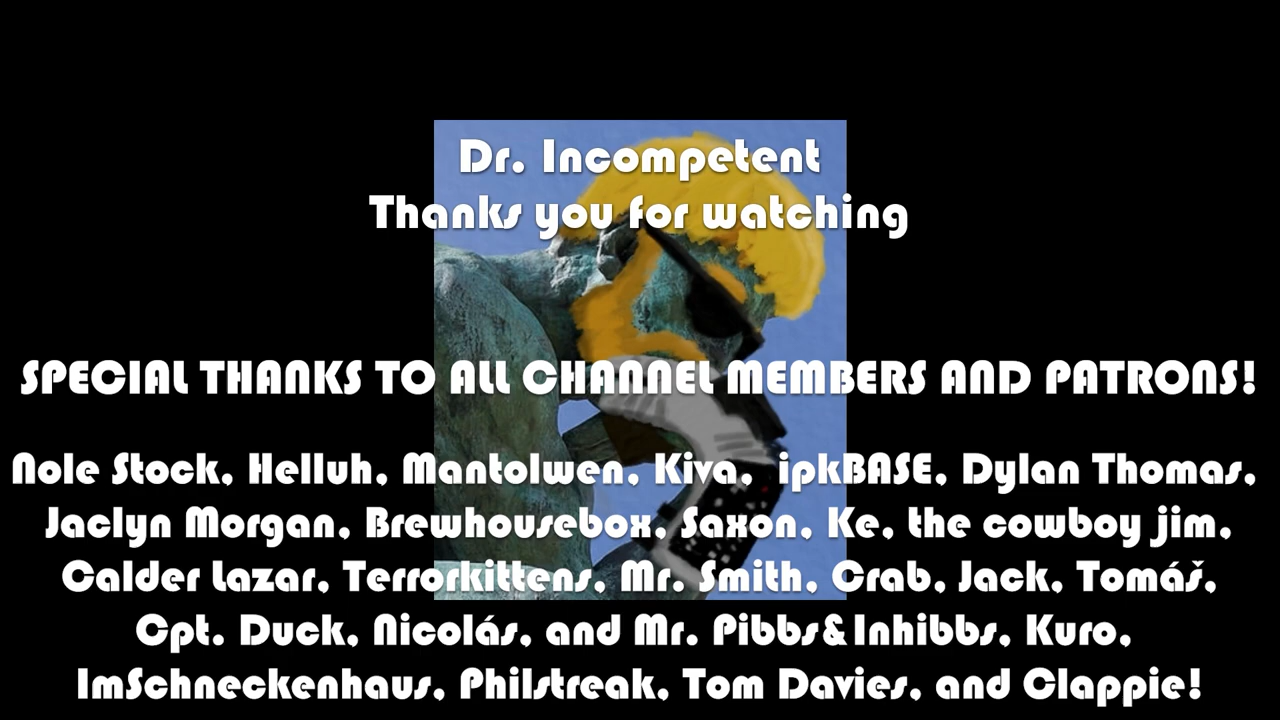 Dr. Incompetent
Thanks you for watching
SPECIAL THANKS TO ALL CHANNEL MEMBERS AND PATRONS!
Nole Stock, Helluh, Mantolwen, Kiva, ipkBASE, Dylan Thomas,
Jaclyn Morgan, Brewhousebox, Saxon, Ke, the cowboy jim,
Calder Lazar, Terrorkittens, Mr. Smith, Crab, Jack, Tomáš,
Cpt. Duck, Nicolás, and Mr. Pibbs&Inhibbs, Kuro,
ImSchneckenhaus, Philstreak, Tom Davies, and Clappie!